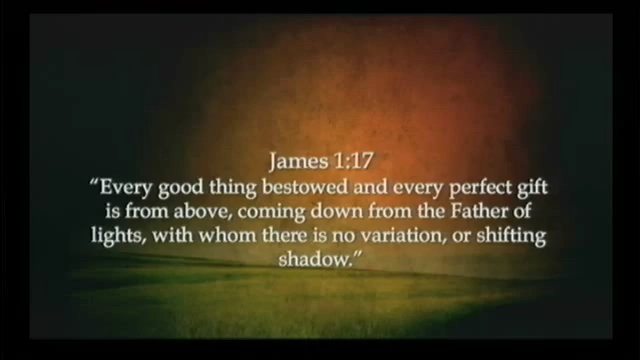 James 1:17
“Every good thing bestowed and every perfect gift
is from above, coming down from the Father of
lights, with whom there is no variation, or shifting
shadow.”